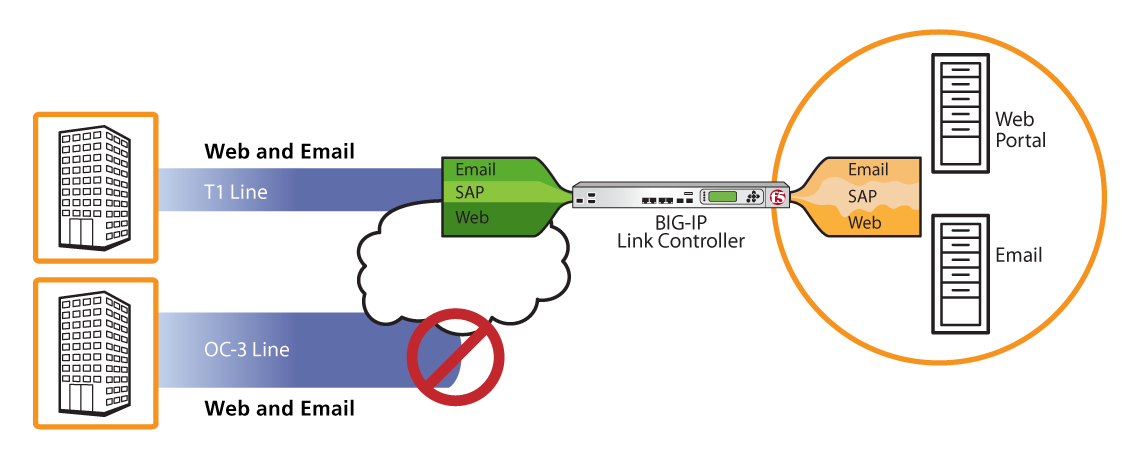 Web and Email
T1 Line
OC-3 Line
Web and Email
Email
SAP
Web
BIG-IP
Link Controller
f5
Email
SAP
Web
Web
Portal
Email